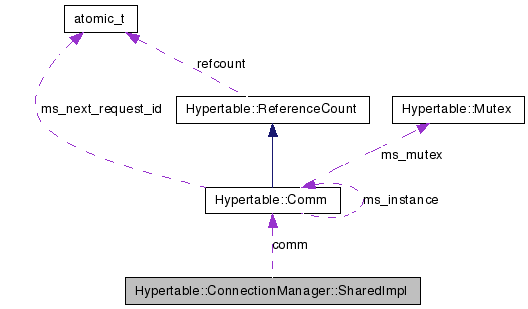 atomic_t
refcount
ms_next_request_id
Hypertable::ReferenceCount
Hypertable::Mutex
ms_mutex
Hypertable::Comm
ms_instance
comm
Hypertable::ConnectionManager::SharedImpl